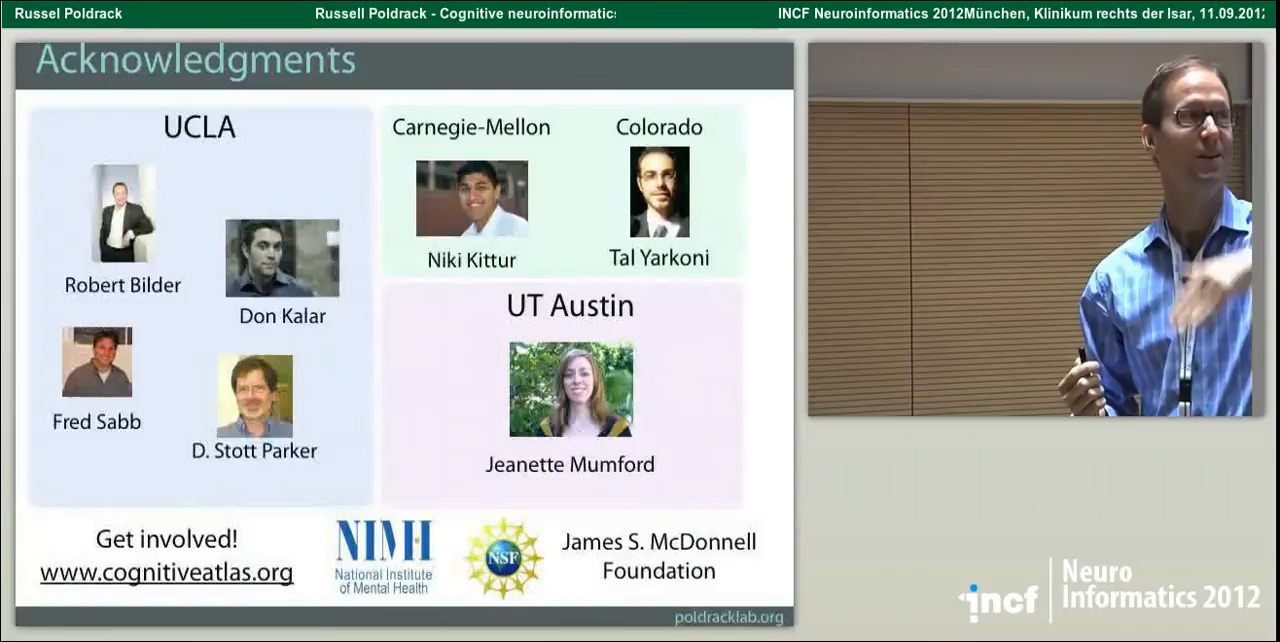 Russel Poldrack
Russell Poldrack - Cognitive neuroinformatics
INCF Neuroinformatics 2012München, Klinikum rechts der Isar, 11.09.2012
Acknowledgments
UCLA
Robert Bilder
Don Kalar
Fred Sabb
D. Stott Parker
Carnegie-Mellon
Niki Kittur
Colorado
Tal Yarkoni
UT Austin
Jeanette Mumford
Get involved!
www.cognitiveatlas.org
NIMH
National Institute
of Mental Health
NSF
James S. McDonnell
Foundation
poldracklab.org
incf
Neuro
Informatics 2012